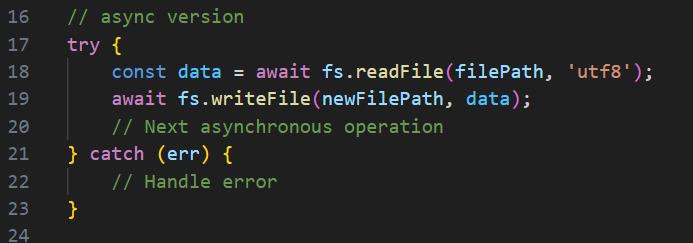 16 // async version
17 try {
18     const data = await fs.readFile(filePath, 'utf8');
19     await fs.writeFile(newFilePath, data);
20     // Next asynchronous operation
21 } catch (err) {
22     // Handle error
23 }
24